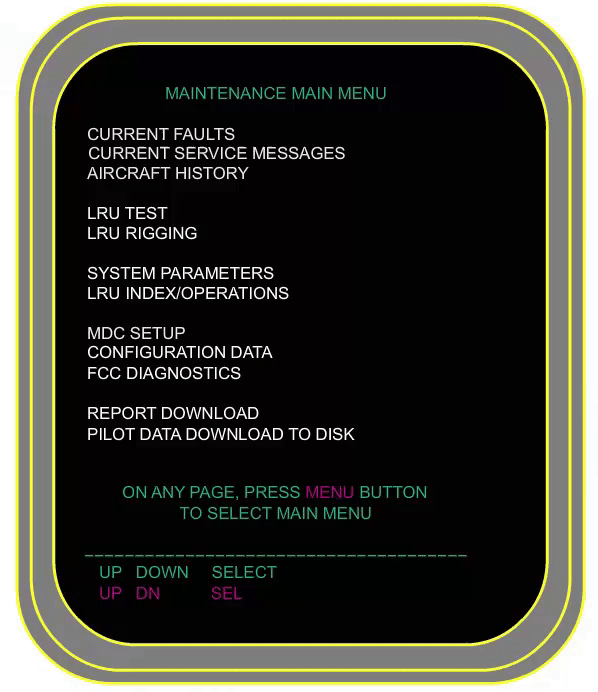 MAINTENANCE MAIN MENU
CURRENT FAULTS
CURRENT SERVICE MESSAGES
AIRCRAFT HISTORY
LRU TEST
LRU RIGGING
SYSTEM PARAMETERS
LRU INDEX/OPERATIONS
MDC SETUP
CONFIGURATION DATA
FCC DIAGNOSTICS
REPORT DOWNLOAD
PILOT DATA DOWNLOAD TO DISK
ON ANY PAGE, PRESS MENU BUTTON
TO SELECT MAIN MENU
UP DOWN SELECT
UP DN SEL